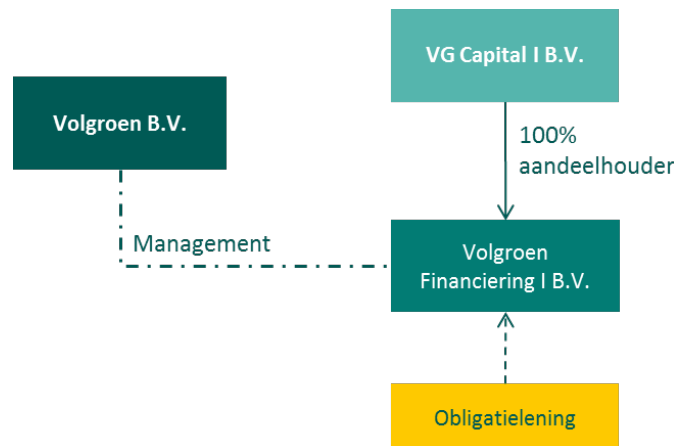 VG Capital I B.V.
Volgroen B.V.
100%
aandeelhouder
Management
Volgroen
Financiering I B.V.
Obligatielening